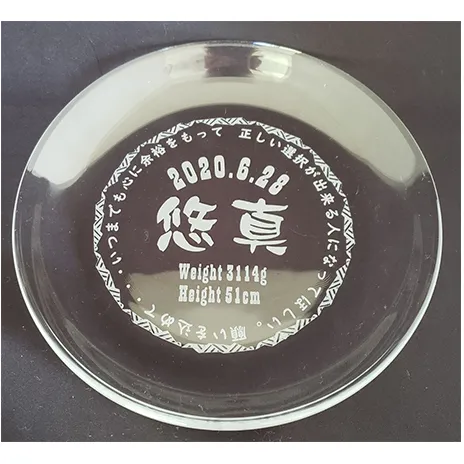 いつまでも心に余裕をもって　正しい選択が出来る人になってほしい。願いを込めて・・・
2020.6.28
悠真
Weight 3114g
Height 51cm